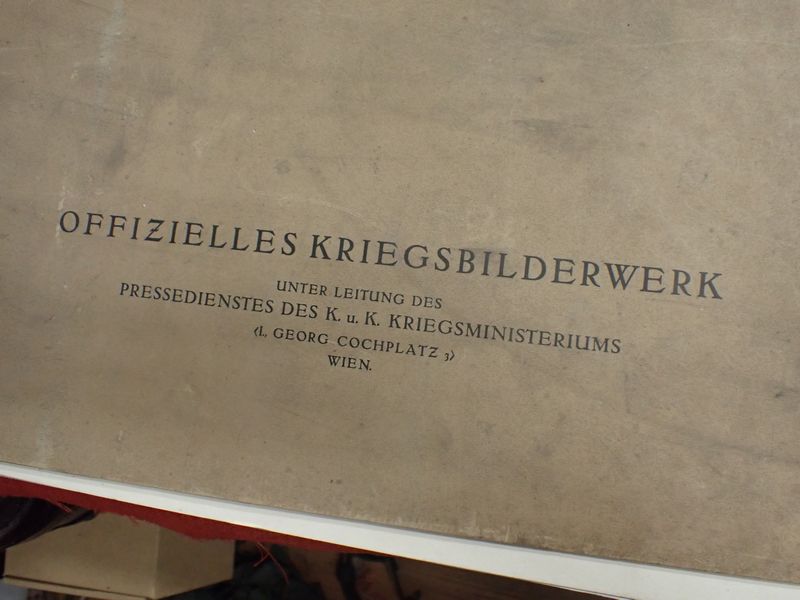 OFFIZIELLES KRIEGSBILDERWERK
UNTER LEITUNG DES
PRESSEDIENSTES DES K. u. K. KRIEGSMINISTERIUMS
(I., GEORG COCHPLATZ 3)
WIEN.